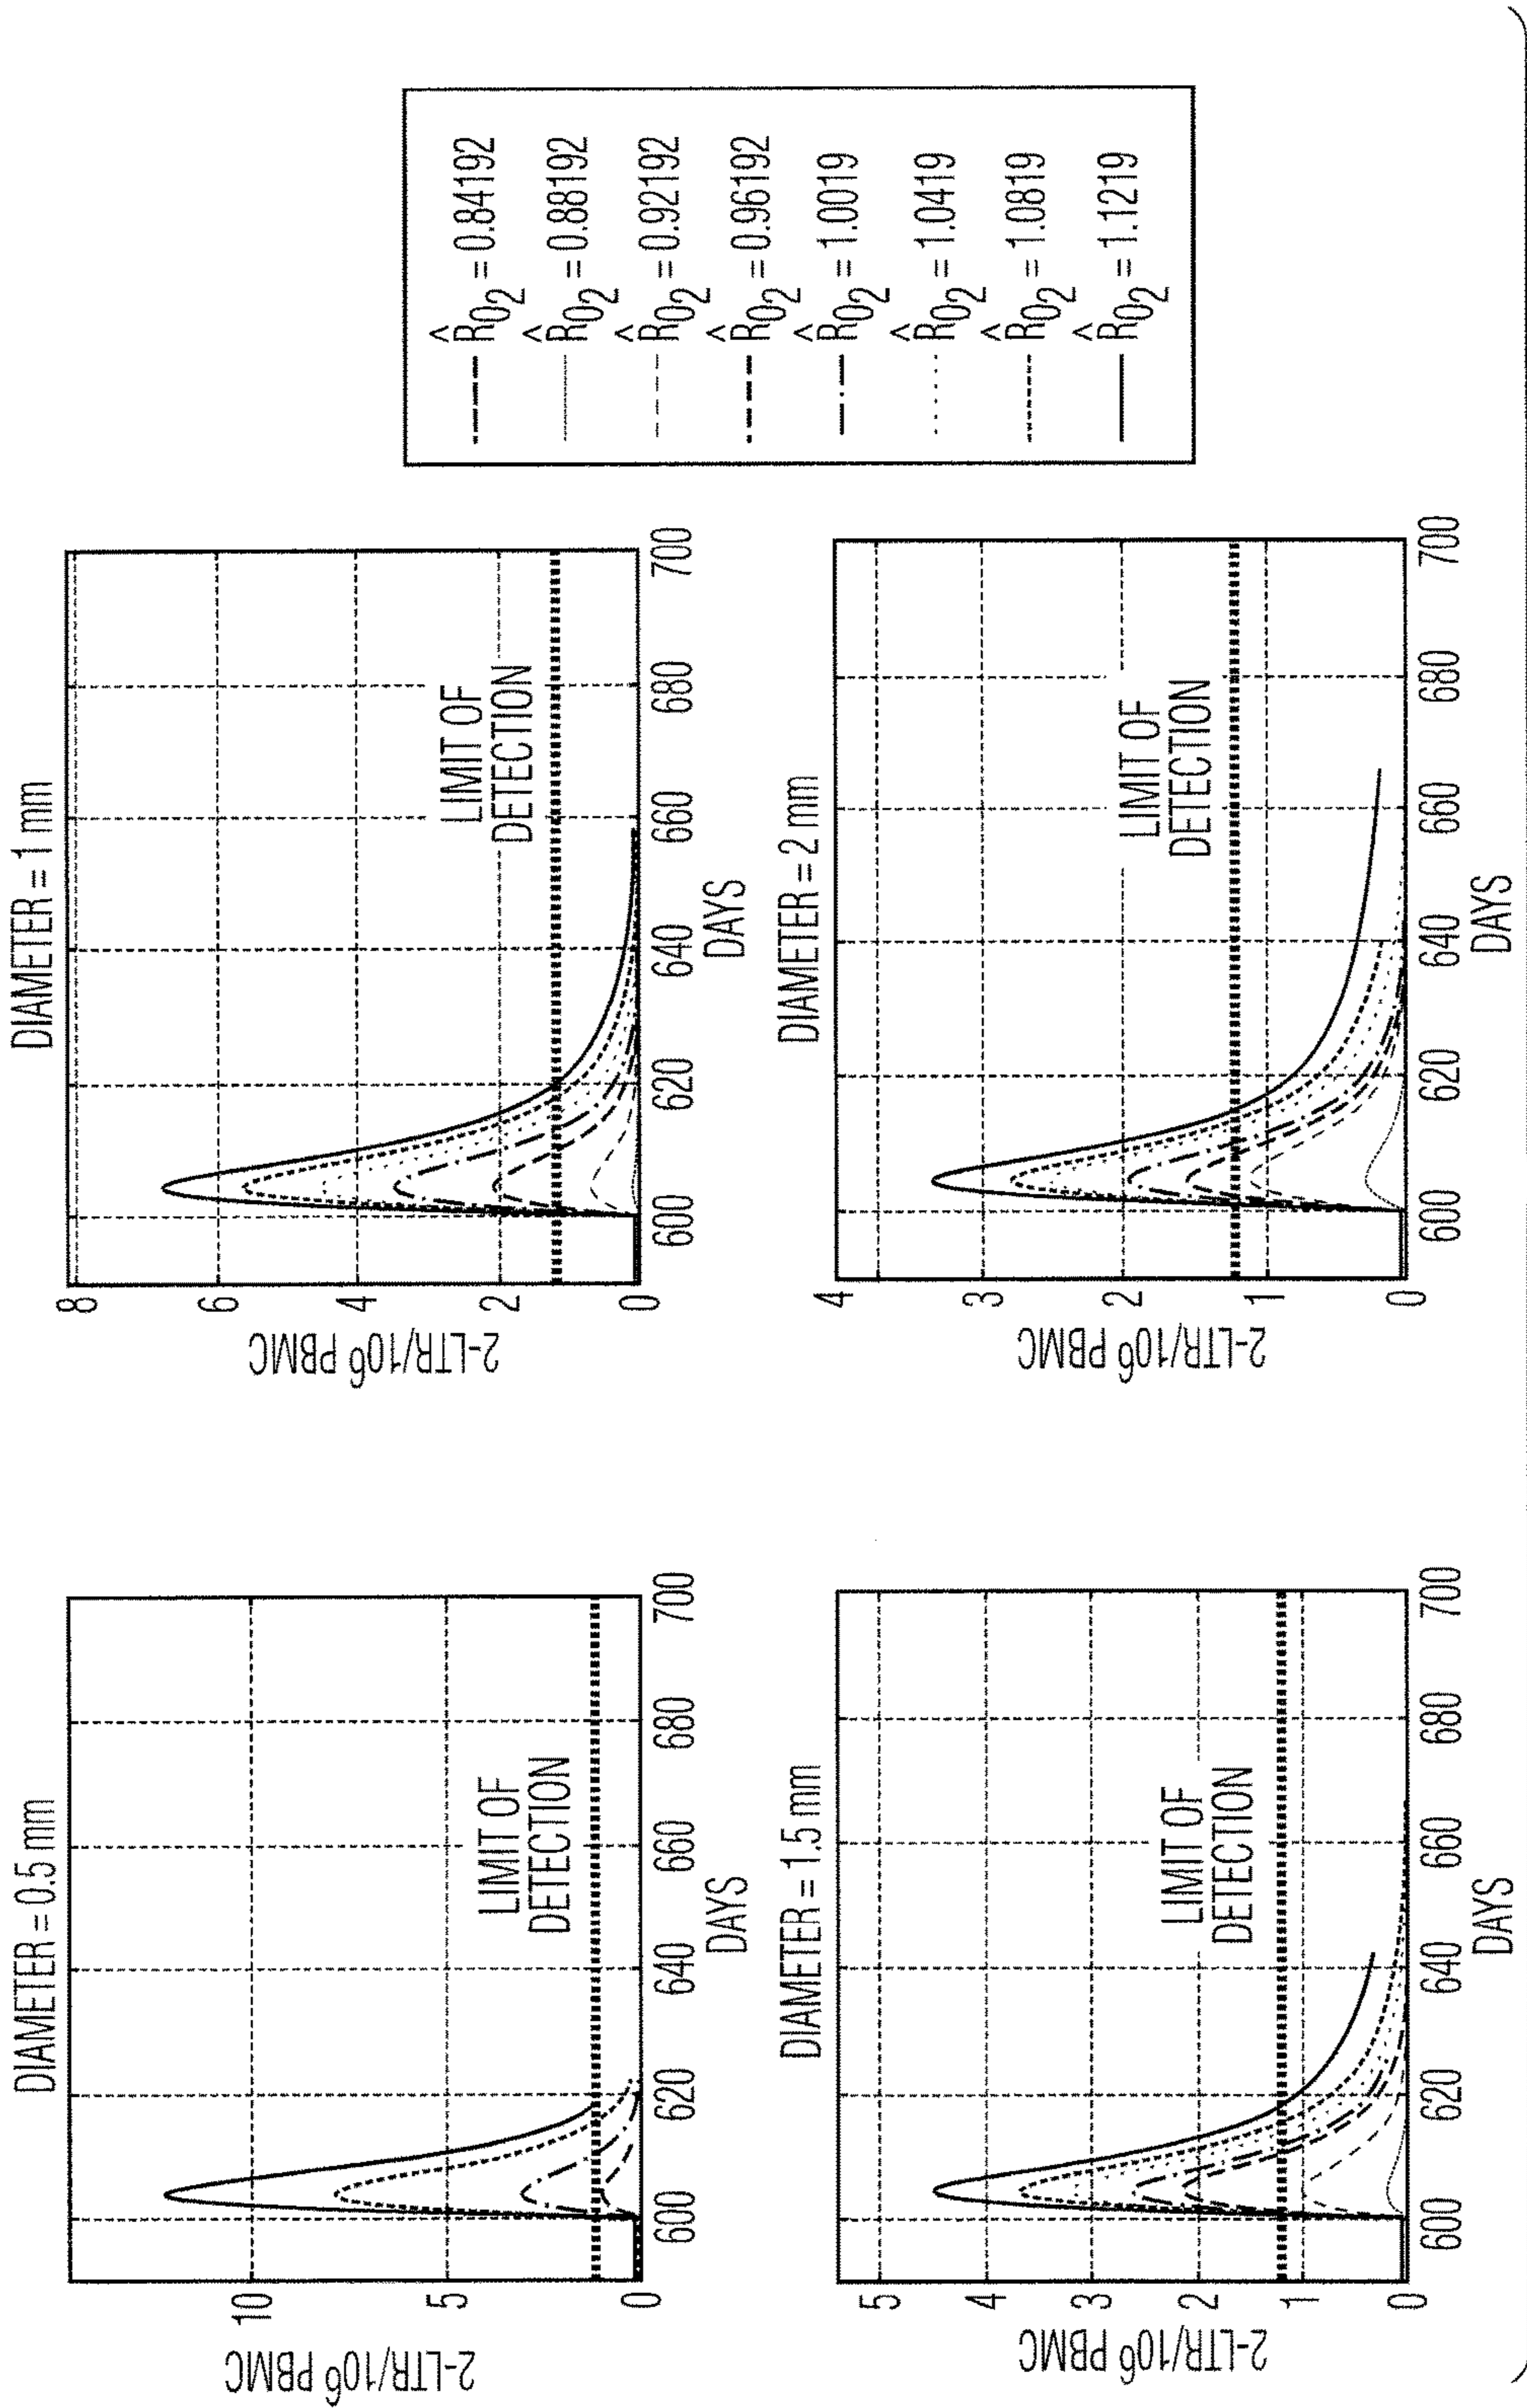 DIAMETER = 0.5 mm
2-LTR/10⁶ PBMC
10
5
0
LIMIT OF
DETECTION
600
620
640
660
680
700
DAYS
DIAMETER = 1 mm
2-LTR/10⁶ PBMC
8
6
4
2
0
LIMIT OF
DETECTION
600
620
640
660
680
700
DAYS
DIAMETER = 1.5 mm
2-LTR/10⁶ PBMC
5
4
3
2
1
0
LIMIT OF
DETECTION
600
620
640
660
680
700
DAYS
DIAMETER = 2 mm
2-LTR/10⁶ PBMC
4
3
2
1
0
LIMIT OF
DETECTION
600
620
640
660
680
700
DAYS
R̂₀₂ = 0.84192
R̂₀₂ = 0.88192
R̂₀₂ = 0.92192
R̂₀₂ = 0.96192
R̂₀₂ = 1.0019
R̂₀₂ = 1.0419
R̂₀₂ = 1.0819
R̂₀₂ = 1.1219